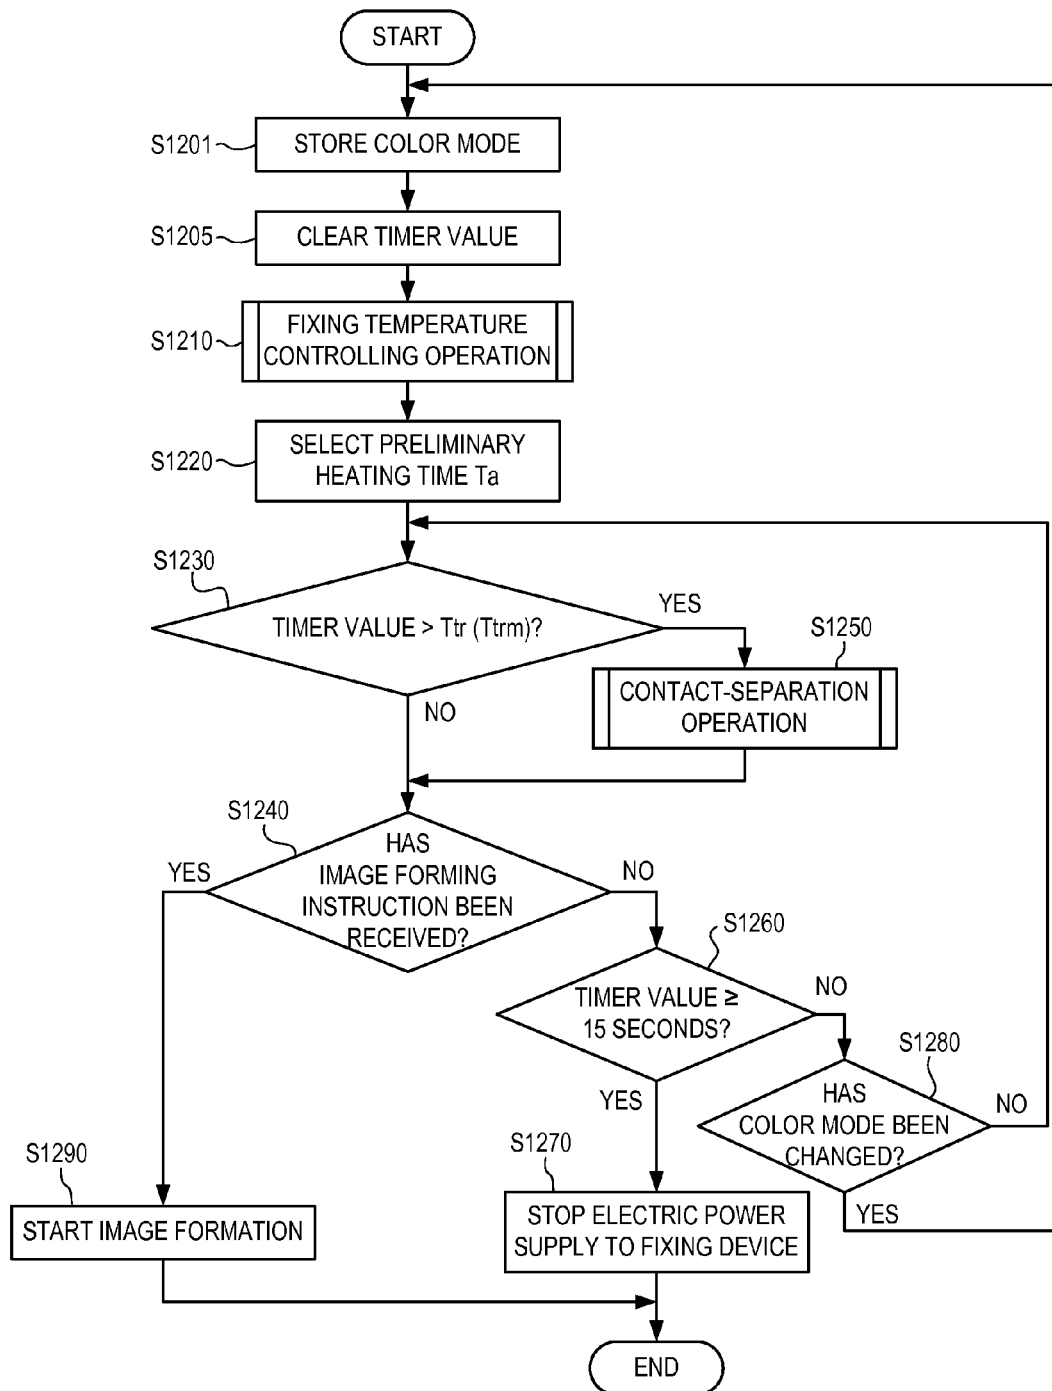 START
S1201
STORE COLOR MODE
S1205
CLEAR TIMER VALUE
S1210
FIXING TEMPERATURE
CONTROLLING OPERATION
S1220
SELECT PRELIMINARY
HEATING TIME Ta
S1230
TIMER VALUE > Ttr (Ttrm)?
YES
NO
S1250
CONTACT-SEPARATION
OPERATION
S1240
HAS
IMAGE FORMING
INSTRUCTION BEEN
RECEIVED?
YES
NO
S1260
TIMER VALUE ≥
15 SECONDS?
NO
YES
S1280
HAS
COLOR MODE BEEN
CHANGED?
NO
YES
S1290
START IMAGE FORMATION
S1270
STOP ELECTRIC POWER
SUPPLY TO FIXING DEVICE
END